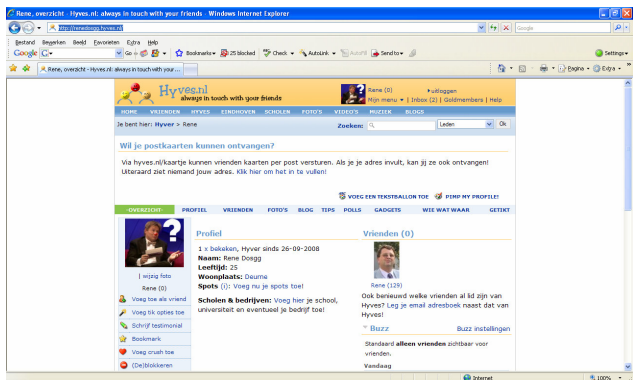 Rene, overzicht - Hyves.nl: always in touch with your friends - Windows Internet Explorer
http://renedosgg.hyves.nl/
Google
Bestand Bewerken Beeld Favorieten Extra Help
Google G Go Bookmarks 25 blocked Check AutoLink AutoFill Send to Settings
Rene, overzicht - Hyves.nl: always in touch with your ... Pagina Extra
Hyves.nl
always in touch with your friends
Rene (0) uitloggen
Mijn menu | Inbox (2) | Goldmembers | Help
HOME VRIENDEN HYVES EINDHOVEN SCHOLEN FOTO'S VIDEO'S MUZIEK BLOGS
Je bent hier: Hyver > Rene Zoeken: Leden Ok
Wil je postkaarten kunnen ontvangen?
Via hyves.nl/kaartje kunnen vrienden kaarten per post versturen. Als je je adres invult, kan jij ze ook ontvangen!
Uiteraard ziet niemand jouw adres. Klik hier om het in te vullen!
VOEG EEN TEKSTBALLON TOE PIMP MY PROFILE!
OVERZICHT PROFIEL VRIENDEN FOTO'S BLOG TIPS POLLS GADGETS WIE WAT WAAR GETIKT
| wijzig foto
Rene (0)
Voeg toe als vriend
Voeg tik opties toe
Schrijf testimonial
Bookmark
Voeg crush toe
(De)blokkeren
Profiel
1 x bekeken, Hyver sinds 26-09-2008
Naam: Rene Dosgg
Leeftijd: 25
Woonplaats: Deurne
Spots (i): Voeg nu je spots toe!
Scholen & bedrijven: Voeg hier je school,
universiteit en eventueel je bedrijf toe!
Vrienden (0)
Rene (129)
Ook benieuwd welke vrienden al lid zijn van
Hyves? Leg je email adresboek naast dat van
Hyves!
Buzz Buzz instellingen
Standaard alleen vrienden zichtbaar voor
vrienden.
Vandaag
Internet 100%